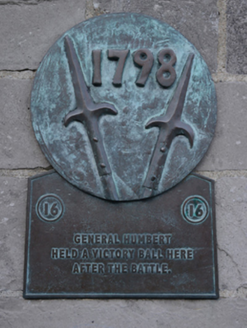 1798
16 16
GENERAL HUMBERT
HELD A VICTORY BALL HERE
AFTER THE BATTLE.